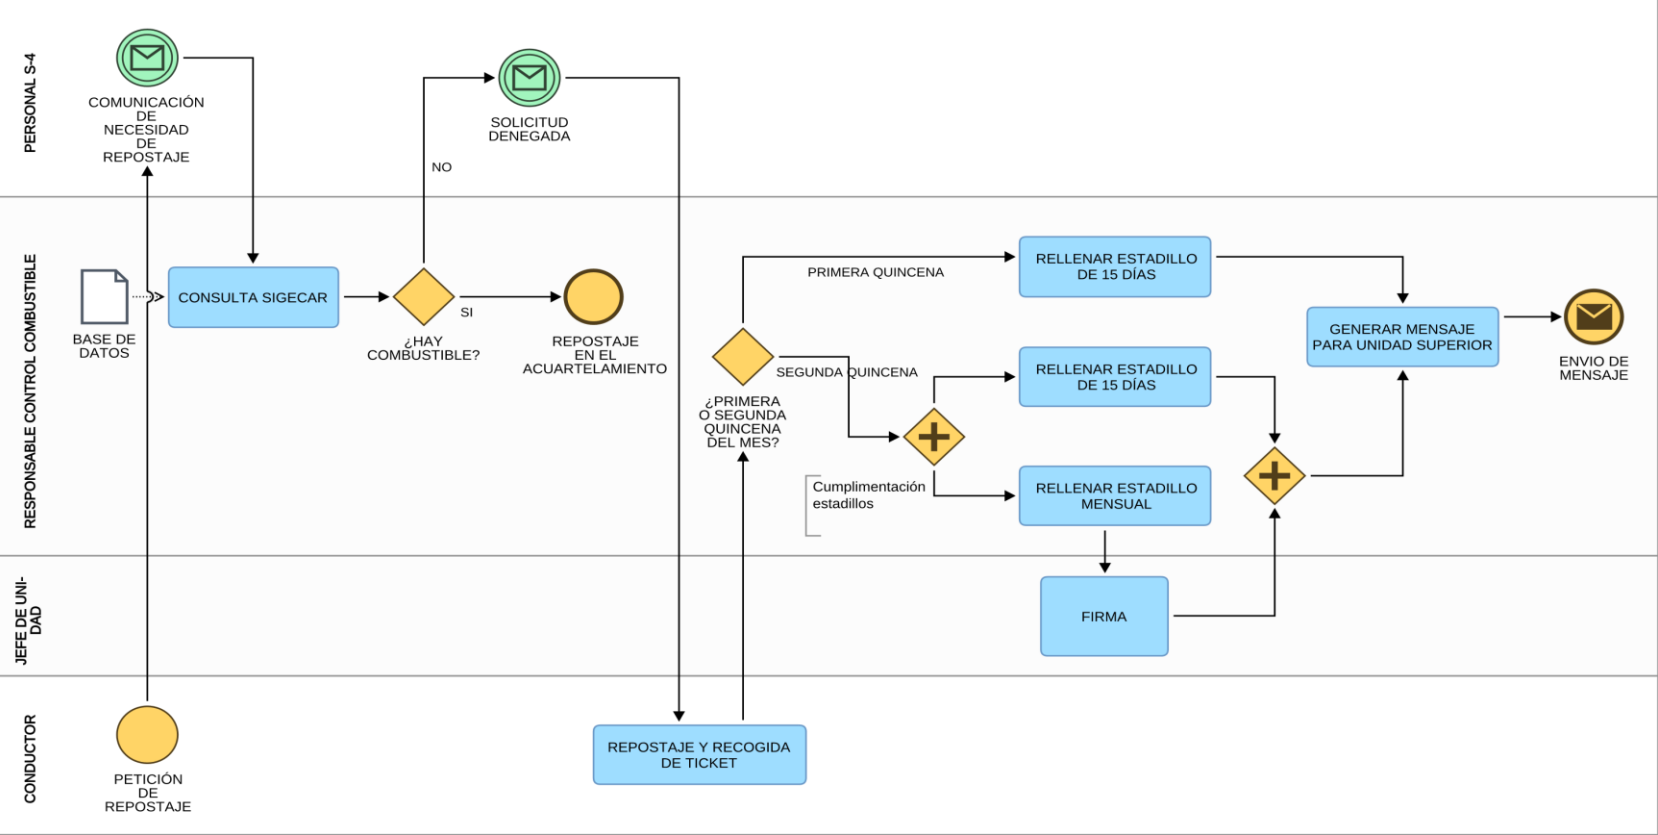 PERSONAL S-4
COMUNICACIÓN
DE
NECESIDAD
DE
REPOSTAJE
SOLICITUD
DENEGADA
NO
RESPONSABLE CONTROL COMBUSTIBLE
BASE DE
DATOS
CONSULTA SIGECAR
¿HAY
COMBUSTIBLE?
SI
REPOSTAJE
EN EL
ACUARTELAMIENTO
¿PRIMERA
O SEGUNDA
QUINCENA
DEL MES?
PRIMERA QUINCENA
SEGUNDA QUINCENA
RELLENAR ESTADILLO
DE 15 DÍAS
RELLENAR ESTADILLO
DE 15 DÍAS
Cumplimentación
estadillos
RELLENAR ESTADILLO
MENSUAL
GENERAR MENSAJE
PARA UNIDAD SUPERIOR
ENVIO DE
MENSAJE
JEFE DE UNI-
DAD
FIRMA
CONDUCTOR
PETICIÓN
DE
REPOSTAJE
REPOSTAJE Y RECOGIDA
DE TICKET